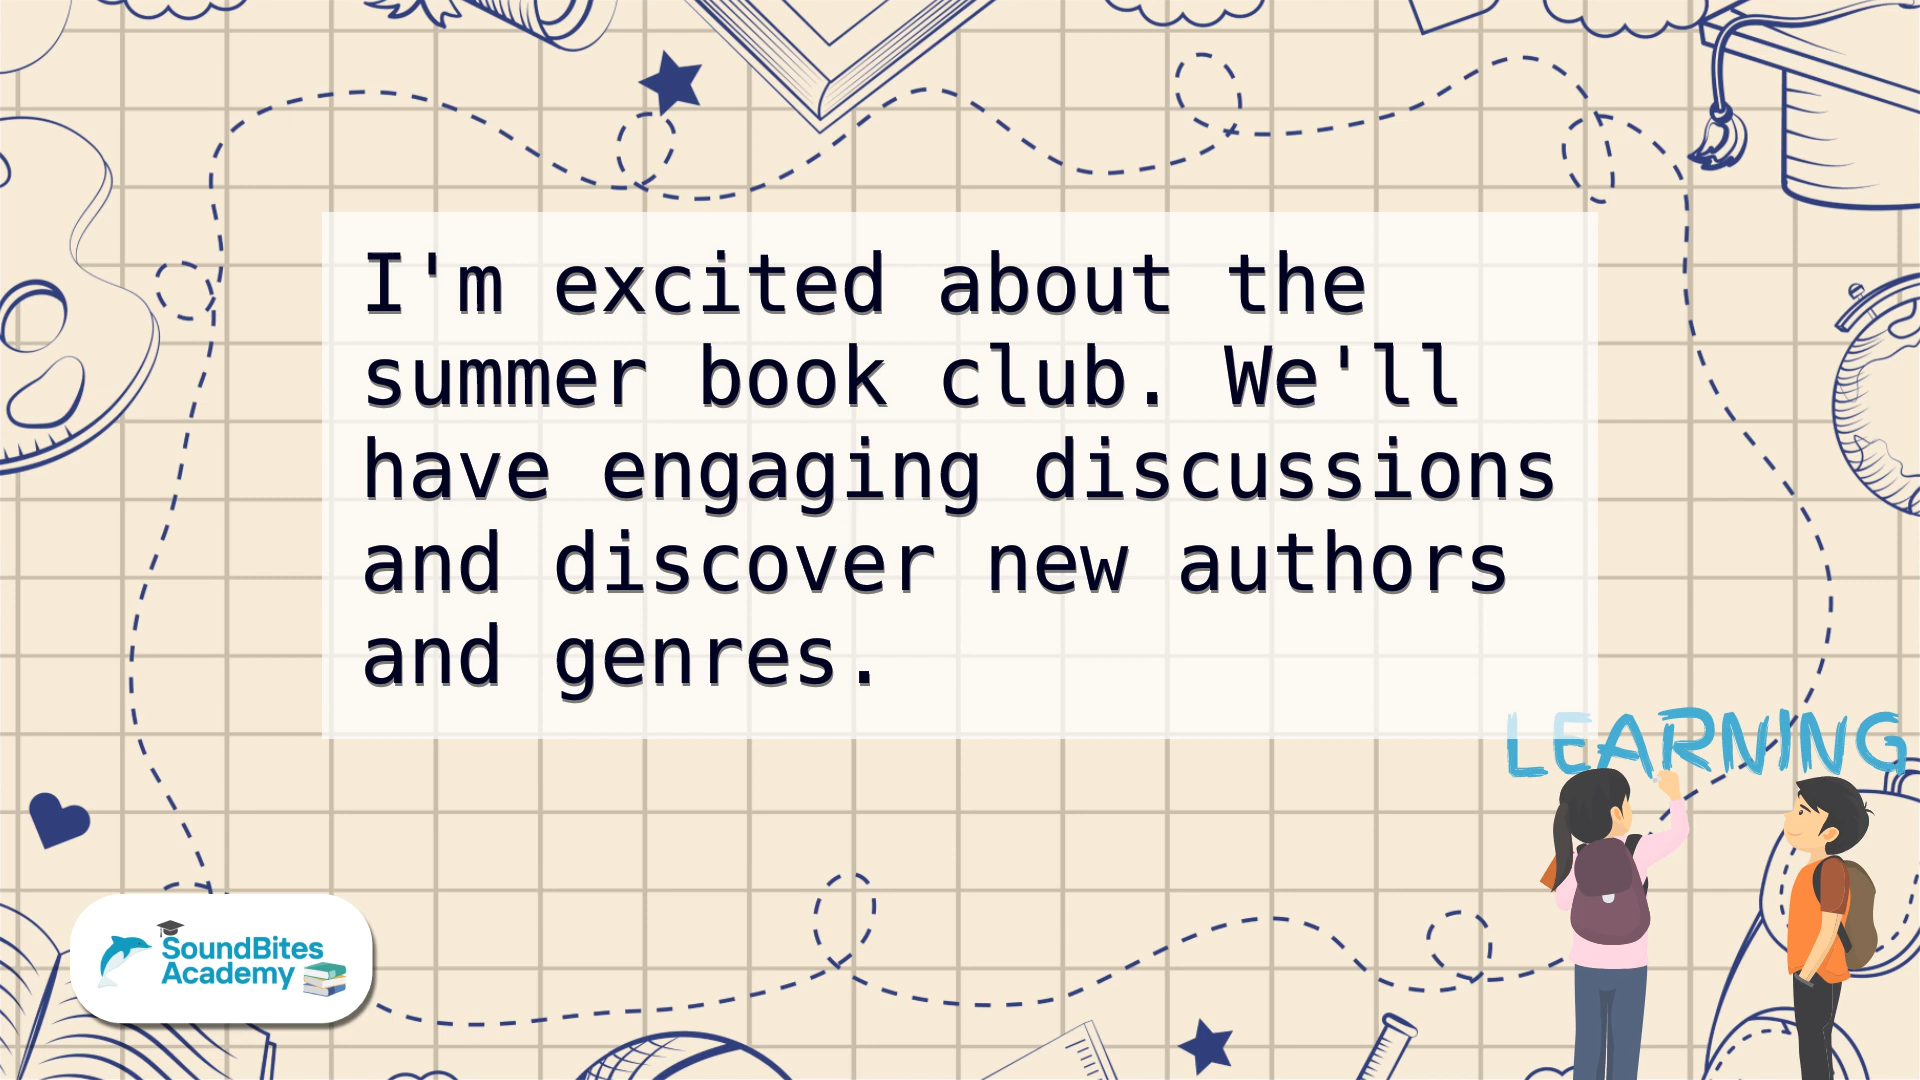 I'm excited about the
summer book club. We'll
have engaging discussions
and discover new authors
and genres.
LEARNING
SoundBites
Academy